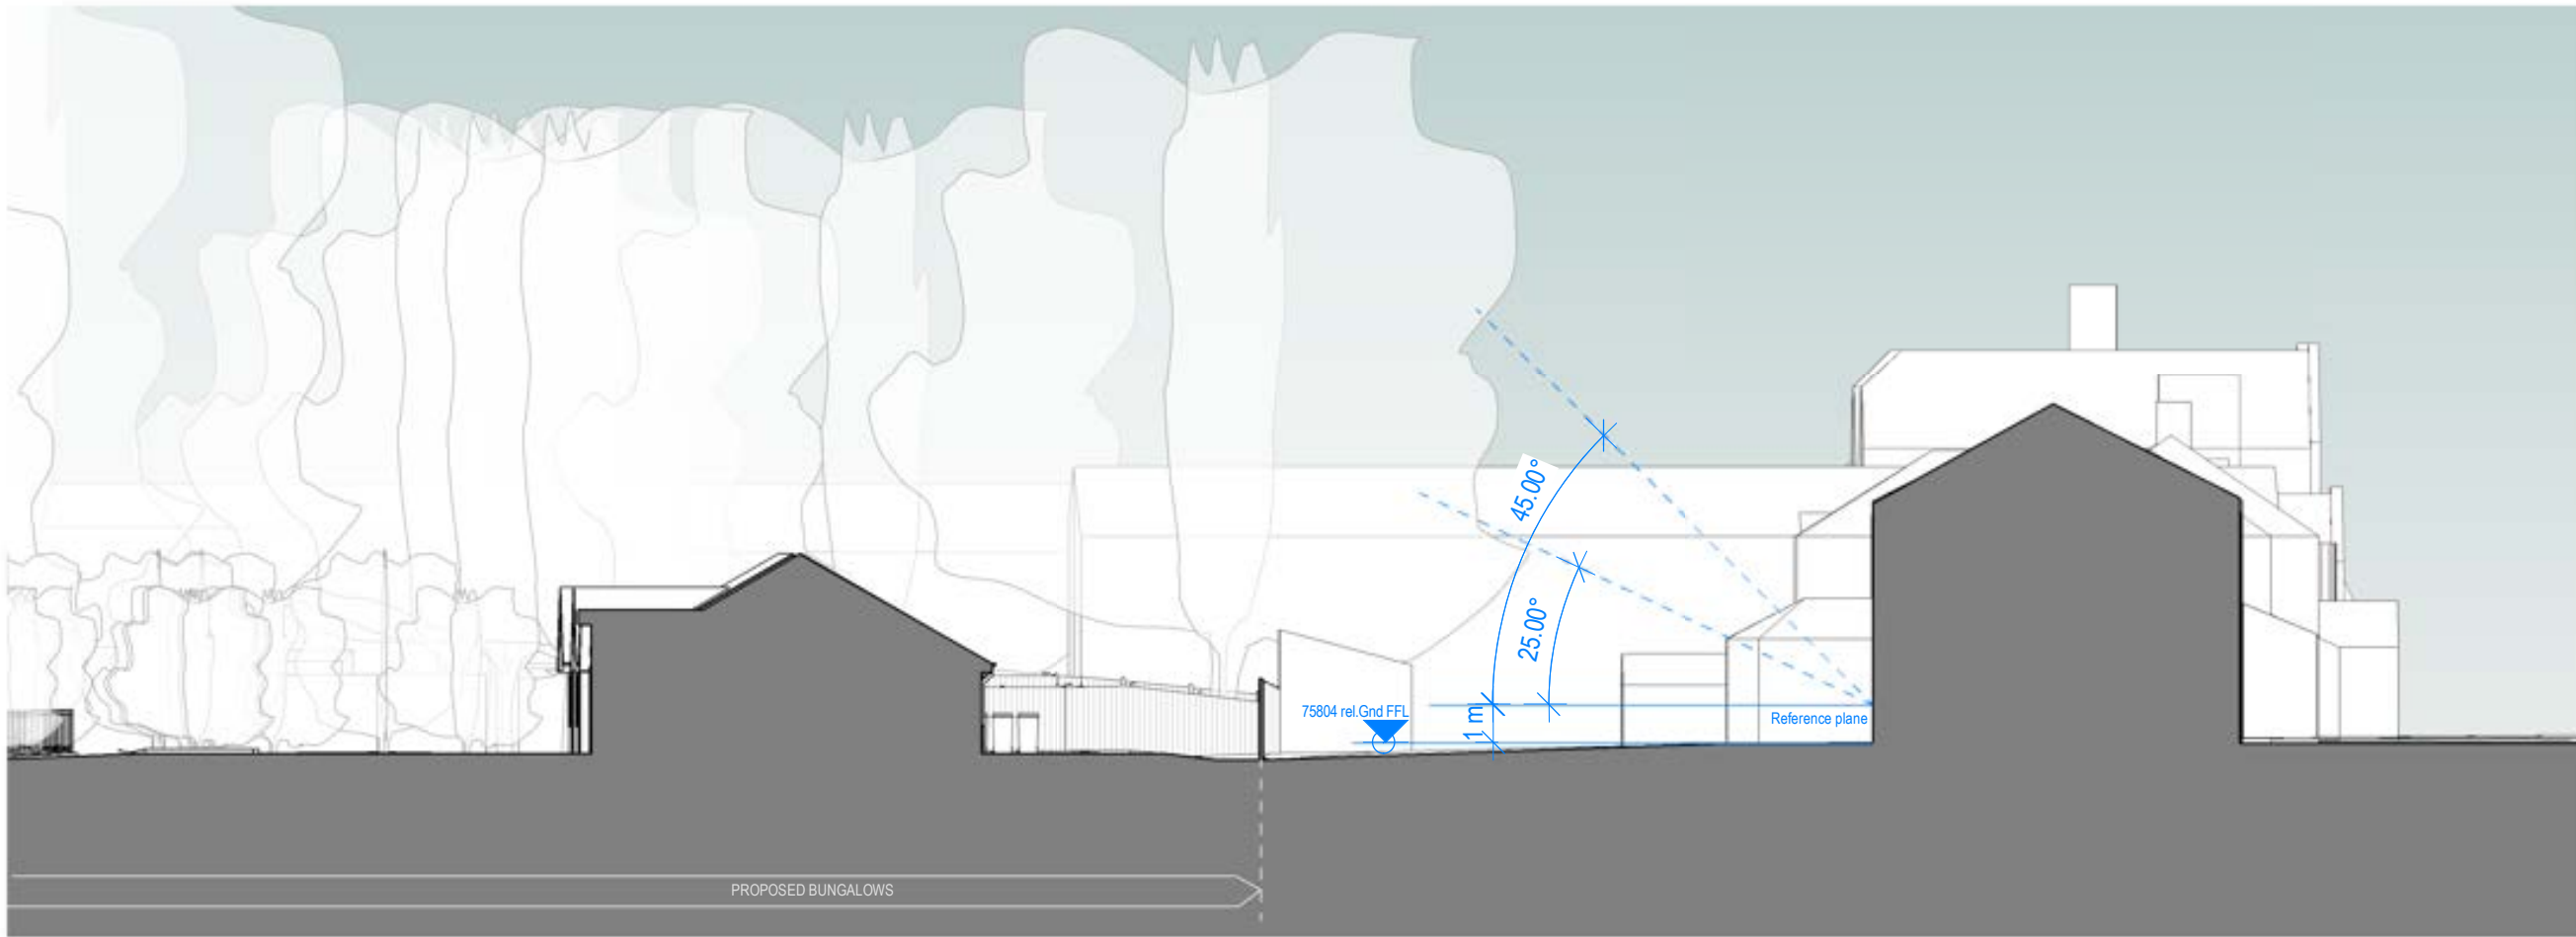 45.00°
25.00°
75804 rel.Gnd FFL
1 m
Reference plane
PROPOSED BUNGALOWS